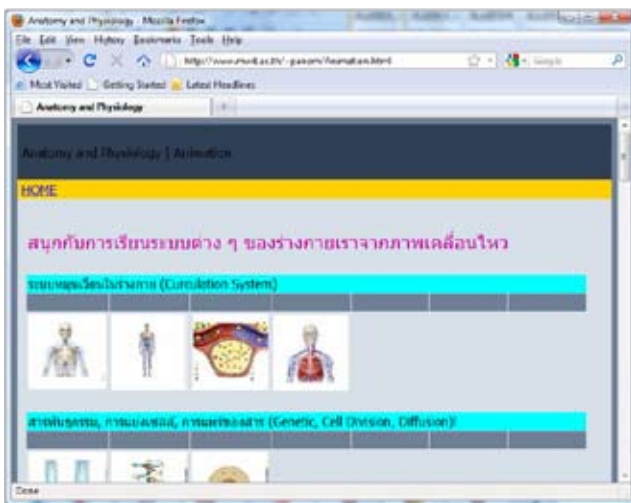 Anatomy and Physiology - Mozilla Firefox
File Edit View History Bookmarks Tools Help
Google
Most Visited Getting Started Latest Headlines
Anatomy and Physiology
Anatomy and Physiology | Animation
HOME
สนุกกับการเรียนระบบต่าง ๆ ของร่างกายเราจากภาพเคลื่อนไหว
ระบบหมุนเวียนในร่างกาย (Curculation System)
สารพันธุกรรม, การแบ่งเซลล์, การแพร่ของสาร (Genetic, Cell Division, Diffusion)
Done